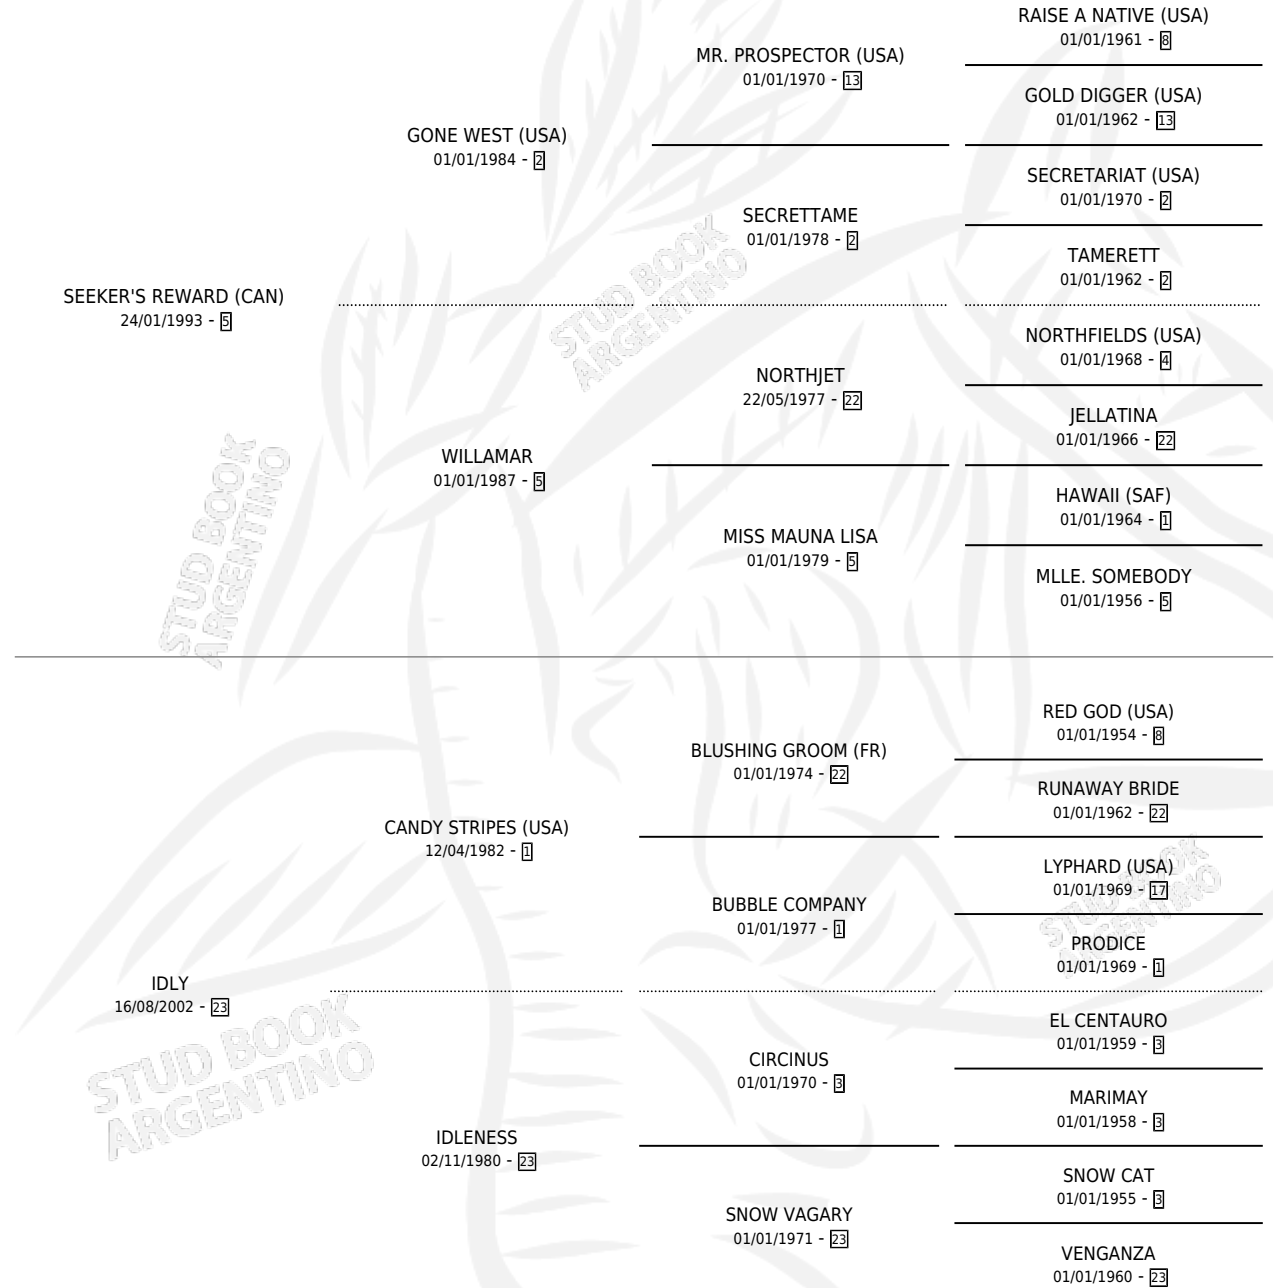 RAISE A NATIVE (USA)
01/01/1961 - 8
MR. PROSPECTOR (USA)
01/01/1970 - 13
GOLD DIGGER (USA)
01/01/1962 - 13
GONE WEST (USA)
01/01/1984 - 2
SECRETARIAT (USA)
01/01/1970 - 2
SECRETTAME
01/01/1978 - 2
TAMERETT
01/01/1962 - 2
SEEKER'S REWARD (CAN)
24/01/1993 - 5
NORTHFIELDS (USA)
01/01/1968 - 4
NORTHJET
22/05/1977 - 22
JELLATINA
01/01/1966 - 22
WILLAMAR
01/01/1987 - 5
HAWAII (SAF)
01/01/1964 - 1
MISS MAUNA LISA
01/01/1979 - 5
MLLE. SOMEBODY
01/01/1956 - 5
RED GOD (USA)
01/01/1954 - 8
BLUSHING GROOM (FR)
01/01/1974 - 22
RUNAWAY BRIDE
01/01/1962 - 22
CANDY STRIPES (USA)
12/04/1982 - 1
LYPHARD (USA)
01/01/1969 - 17
BUBBLE COMPANY
01/01/1977 - 1
PRODICE
01/01/1969 - 1
IDLY
16/08/2002 - 23
EL CENTAURO
01/01/1959 - 3
CIRCINUS
01/01/1970 - 3
MARIMAY
01/01/1958 - 3
IDLENESS
02/11/1980 - 23
SNOW CAT
01/01/1955 - 3
SNOW VAGARY
01/01/1971 - 23
VENGANZA
01/01/1960 - 23
STUD BOOK
ARGENTINO
STUD BOOK
ARGENTINO
STUD BOOK
ARGENTINO
STUD BOOK
ARGENTINO